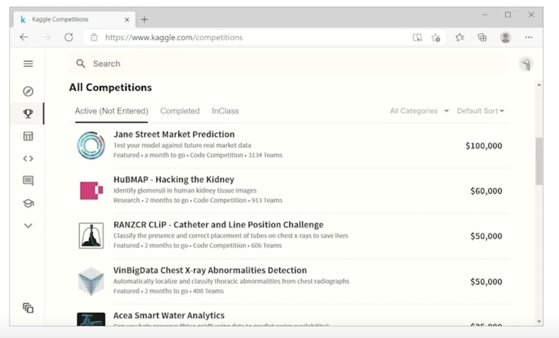 k Kaggle Competitions
https://www.kaggle.com/competitions
Search
All Competitions
Active (Not Entered) Completed InClass All Categories Default Sort
Jane Street Market Prediction
Test your model against future real market data
Featured • a month to go • Code Competition • 3134 Teams
$100,000
HuBMAP - Hacking the Kidney
Identify glomeruli in human kidney tissue images
Research • 2 months to go • Code Competition • 913 Teams
$60,000
RANZCR CLiP - Catheter and Line Position Challenge
Classify the presence and correct placement of tubes on chest x-rays to save lives
Featured • 2 months to go • Code Competition • 606 Teams
$50,000
VinBigData Chest X-ray Abnormalities Detection
Automatically localize and classify thoracic abnormalities from chest radiographs
Featured • 2 months to go • 400 Teams
$50,000
Acea Smart Water Analytics